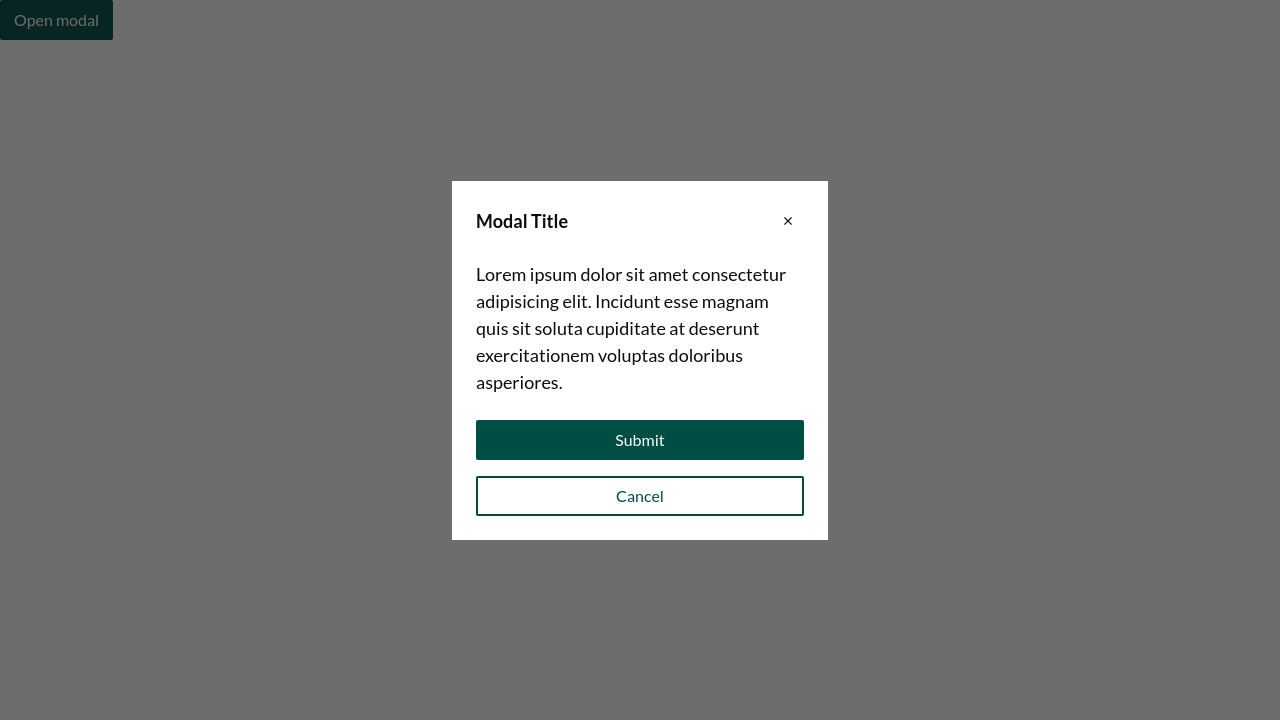 Open modal
Modal Title ×
Lorem ipsum dolor sit amet consectetur
adipisicing elit. Incidunt esse magnam
quis sit soluta cupiditate at deserunt
exercitationem voluptas doloribus
asperiores.
Submit
Cancel